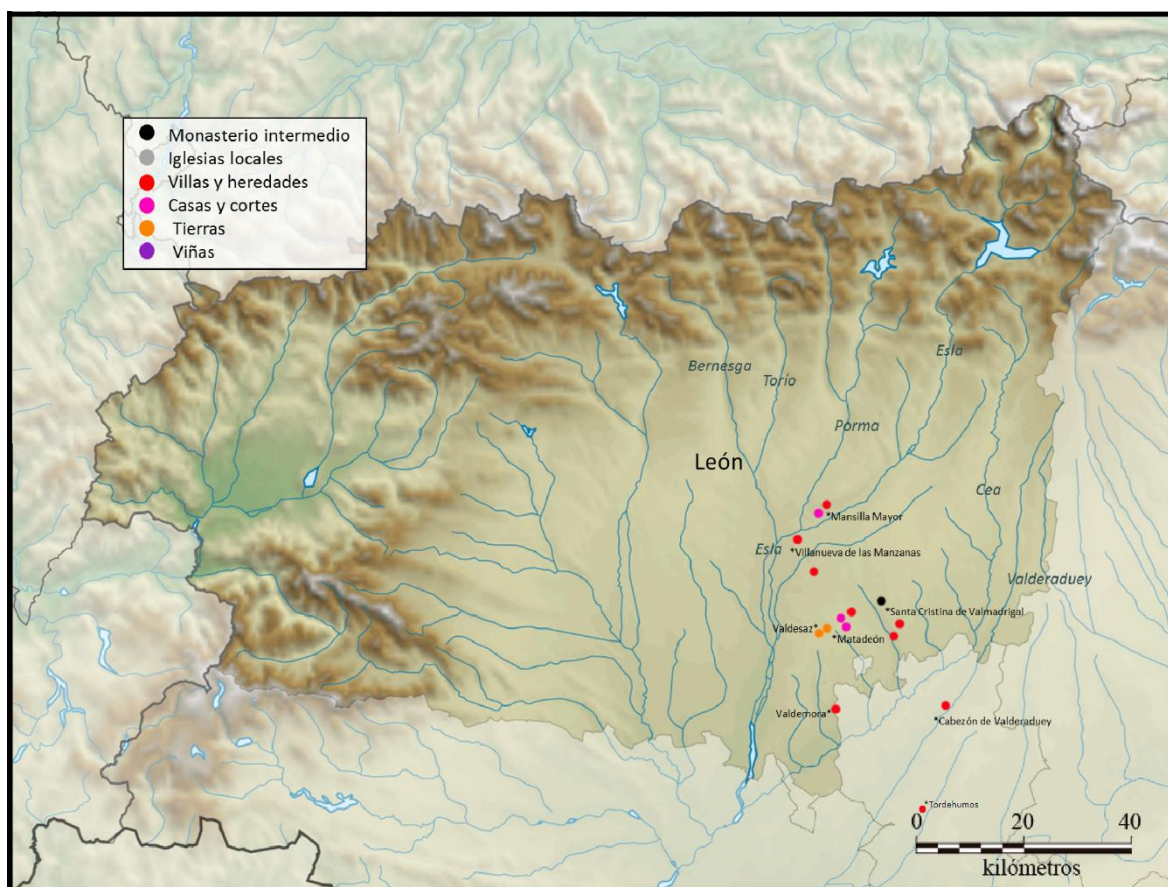 Monasterio intermedio
Iglesias locales
Villas y heredades
Casas y cortes
Tierras
Viñas
Bernesga
Torío
Esla
Porma
León
Cea
*Mansilla Mayor
Esla
*Villanueva de las Manzanas
Valderaduey
*Santa Cristina de Valmadrigal
Valdesaz*
*Matadeón
Valdemora*
*Cabezón de Valderaduey
*Tordehumos
0 20 40
kilómetros